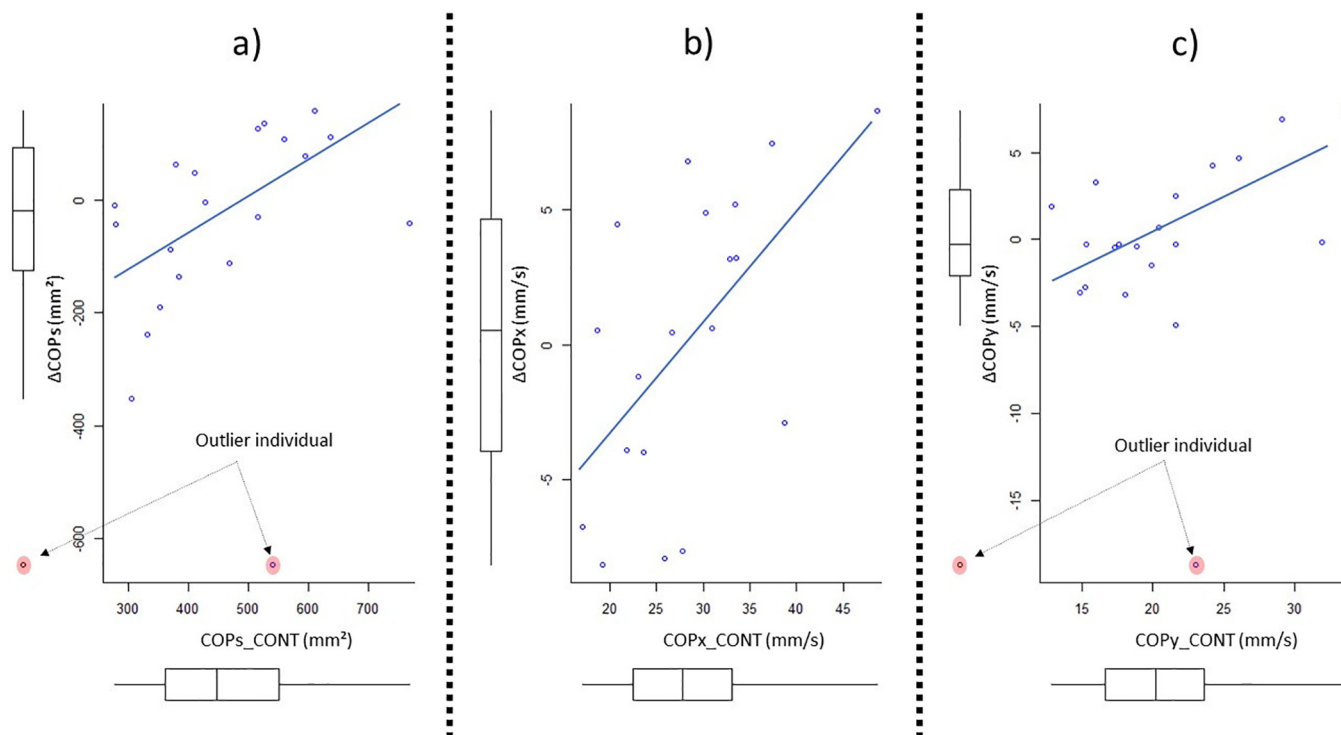 a)
ΔCOPs (mm²)
0
-200
-400
-600
Outlier individual
300 400 500 600 700
COPs_CONT (mm²)
b)
ΔCOPx (mm/s)
5
0
-5
20 25 30 35 40 45
COPx_CONT (mm/s)
c)
ΔCOPy (mm/s)
5
0
-5
-10
-15
Outlier individual
15 20 25 30
COPy_CONT (mm/s)